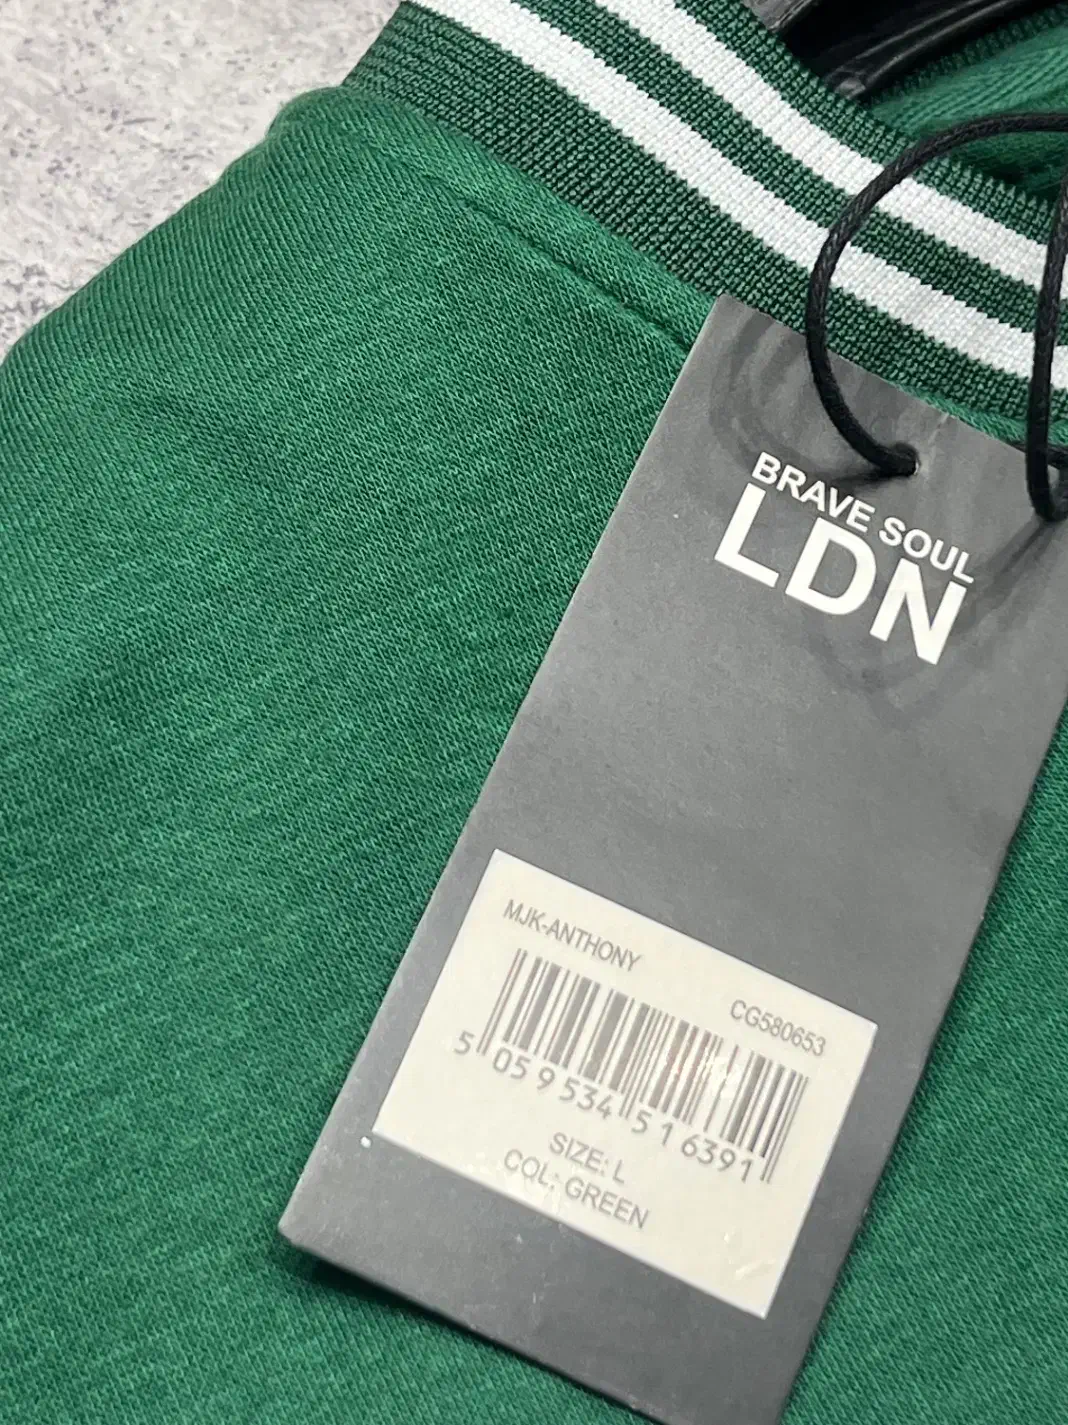 BRAVE SOUL
LDN
MJK-ANTHONY
CG580653
5 059534 516391
SIZE: L
COL: GREEN